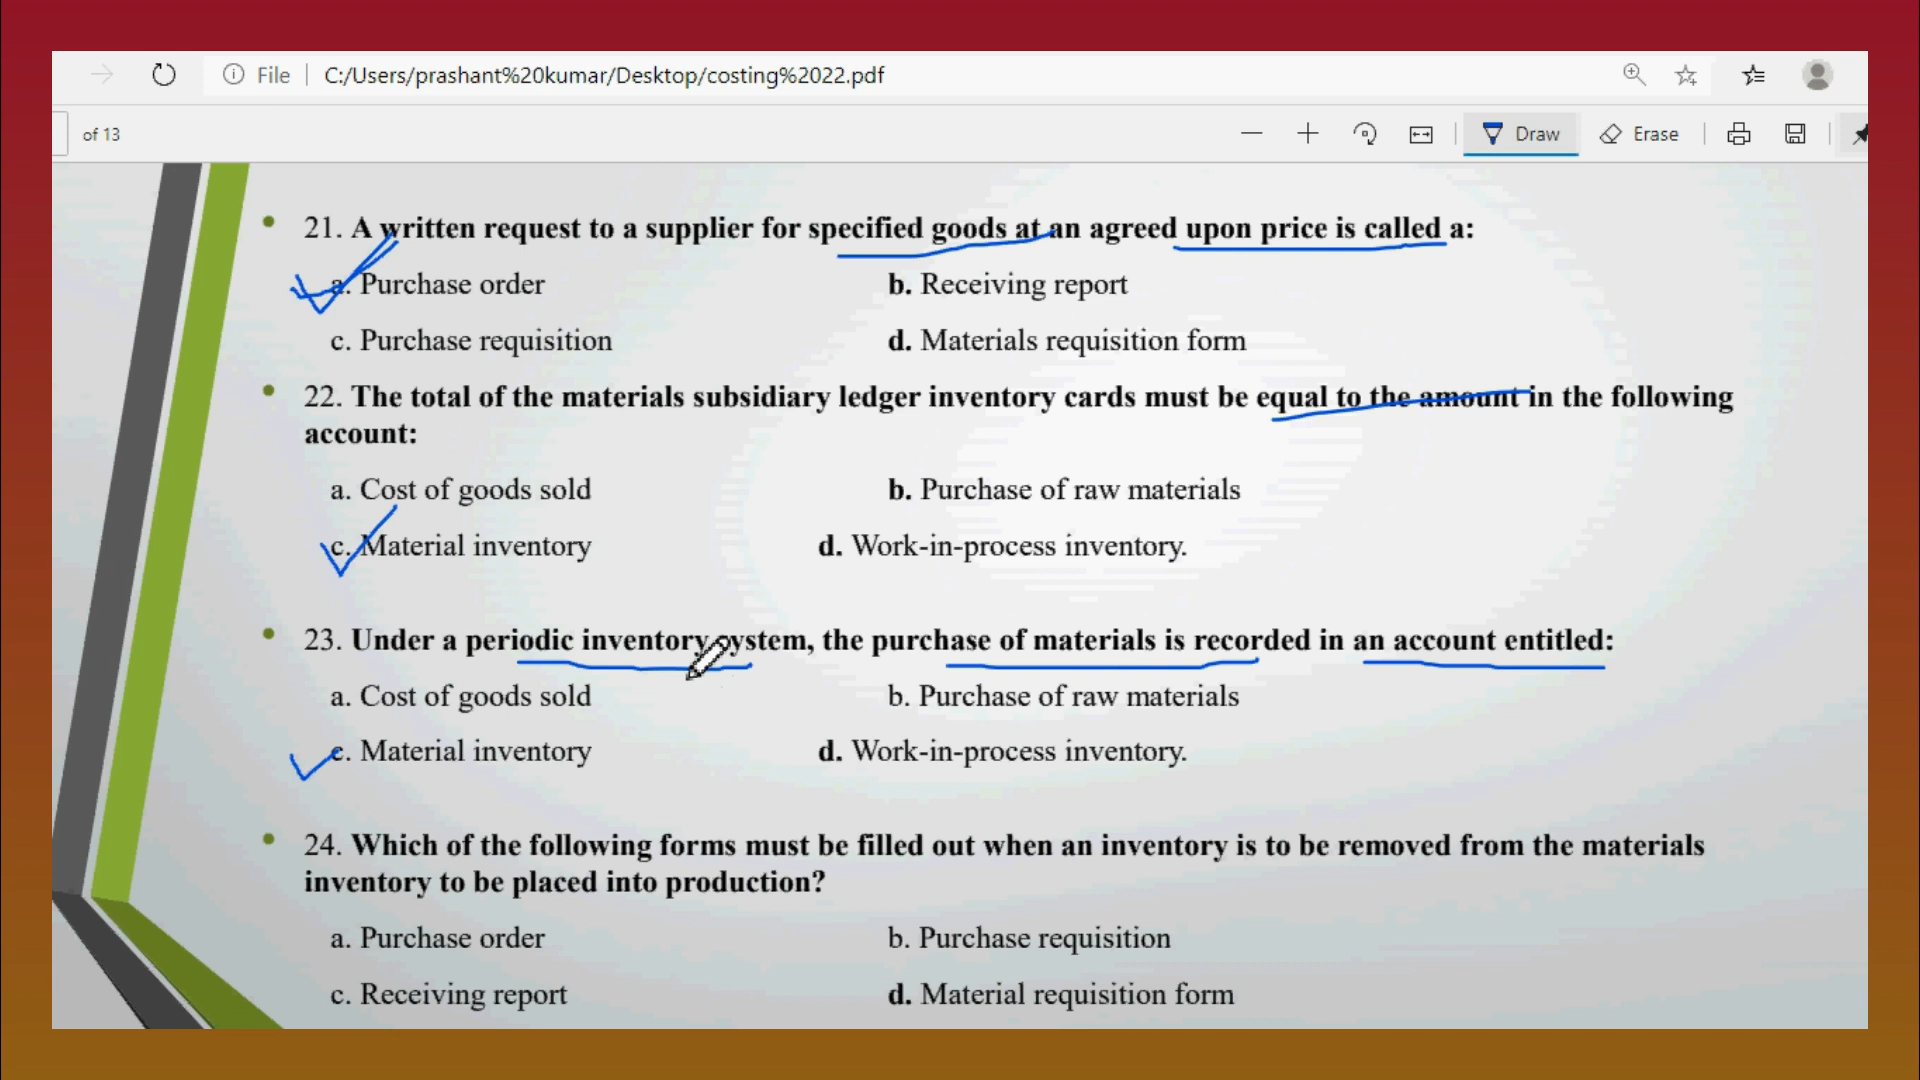 File
C:/Users/prashant%20kumar/Desktop/costing%2022.pdf
of 13
Draw
Erase
21. A written request to a supplier for specified goods at an agreed upon price is called a:
a. Purchase order b. Receiving report
c. Purchase requisition d. Materials requisition form
22. The total of the materials subsidiary ledger inventory cards must be equal to the amount in the following
account:
a. Cost of goods sold b. Purchase of raw materials
c. Material inventory d. Work-in-process inventory.
23. Under a periodic inventory system, the purchase of materials is recorded in an account entitled:
a. Cost of goods sold b. Purchase of raw materials
c. Material inventory d. Work-in-process inventory.
24. Which of the following forms must be filled out when an inventory is to be removed from the materials
inventory to be placed into production?
a. Purchase order b. Purchase requisition
c. Receiving report d. Material requisition form